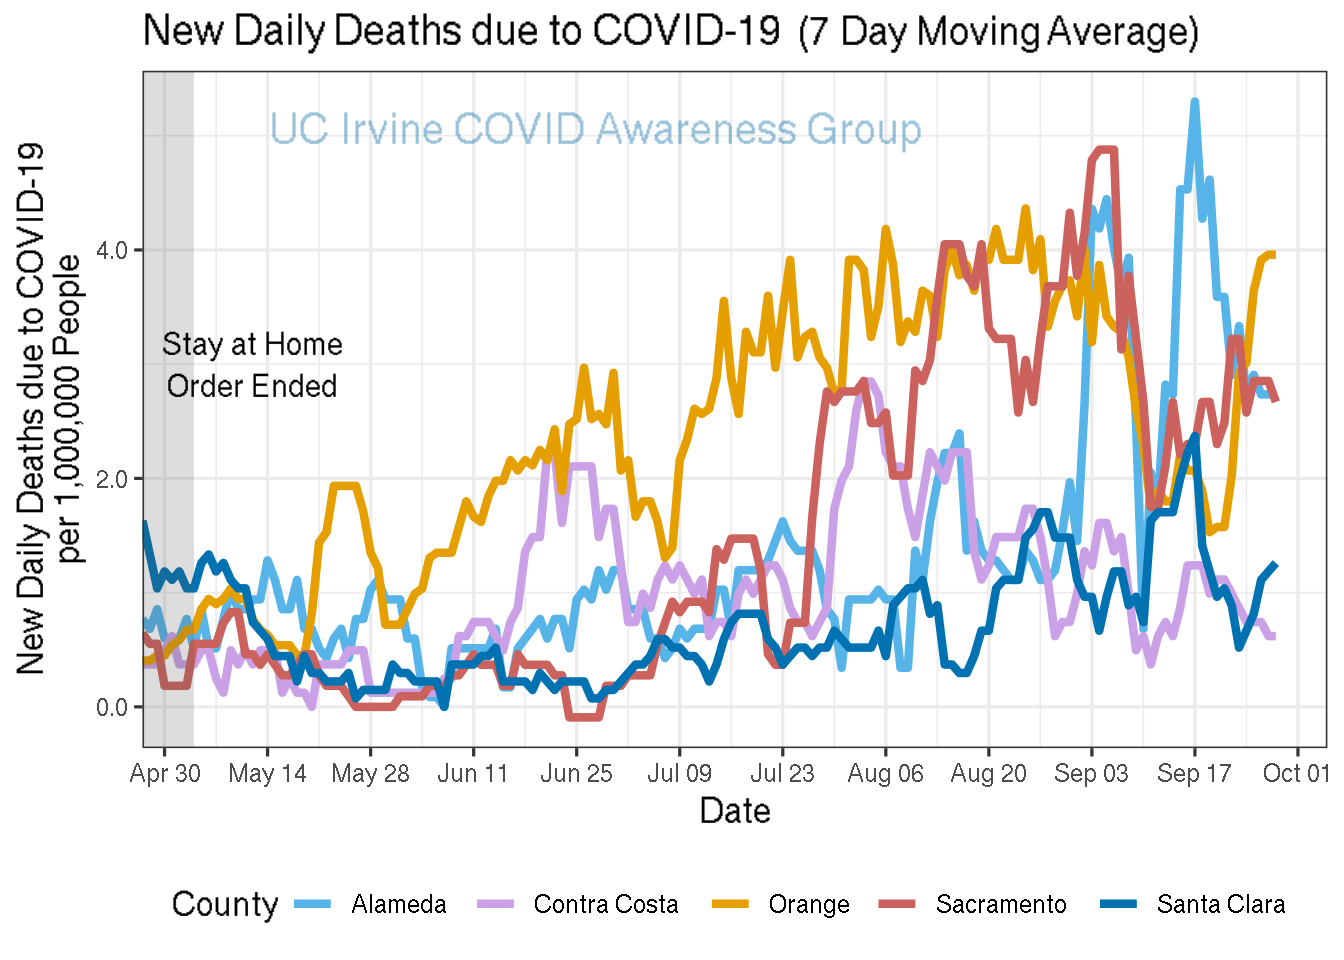 New Daily Deaths due to COVID-19 (7 Day Moving Average)
UC Irvine COVID Awareness Group
New Daily Deaths due to COVID-19
per 1,000,000 People
4.0
2.0
0.0
Stay at Home
Order Ended
Apr 30 May 14 May 28 Jun 11 Jun 25 Jul 09 Jul 23 Aug 06 Aug 20 Sep 03 Sep 17 Oct 01
Date
County Alameda Contra Costa Orange Sacramento Santa Clara